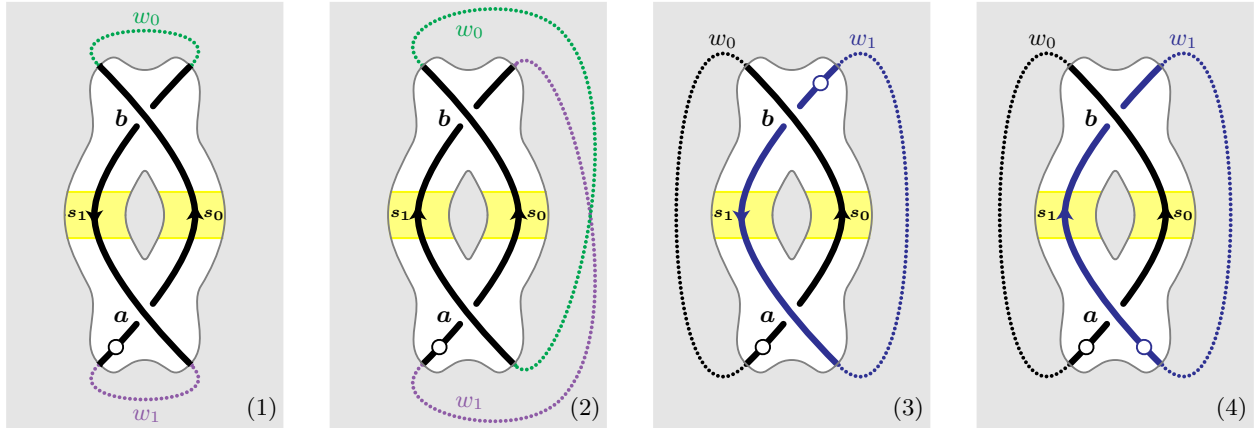 w₀
b
s₁ s₀
a
w₁
(1)
w₀
b
s₁ s₀
a
w₁
(2)
w₀ w₁
b
s₁ s₀
a
(3)
w₀ w₁
b
s₁ s₀
a
(4)